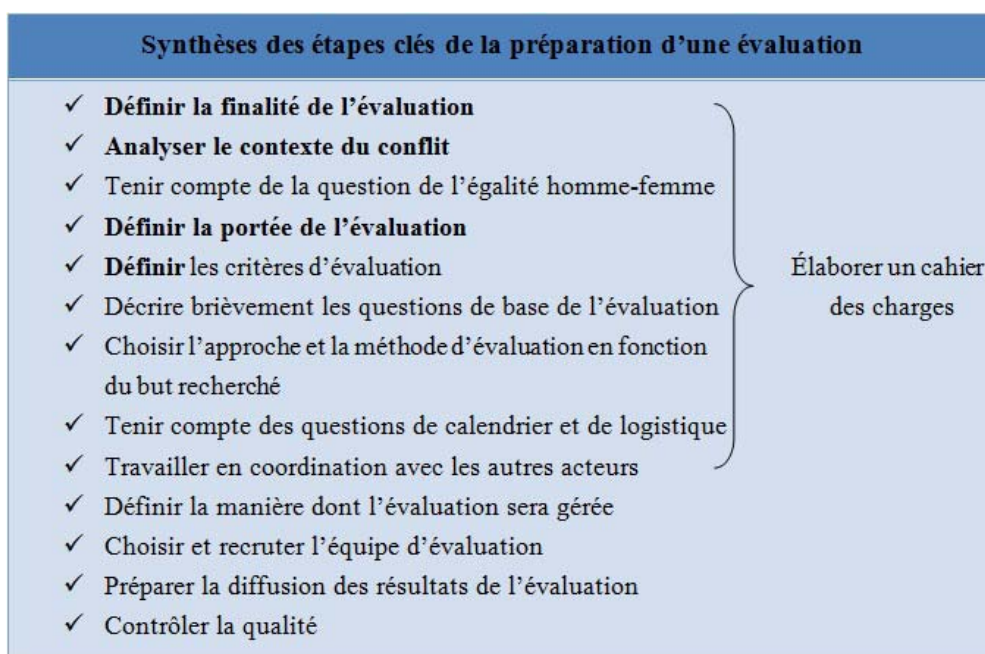 Synthèses des étapes clés de la préparation d’une évaluation
✓ Définir la finalité de l’évaluation
✓ Analyser le contexte du conflit
✓ Tenir compte de la question de l’égalité homme-femme
✓ Définir la portée de l’évaluation
✓ Définir les critères d’évaluation
✓ Décrire brièvement les questions de base de l’évaluation
✓ Choisir l’approche et la méthode d’évaluation en fonction
du but recherché
✓ Tenir compte des questions de calendrier et de logistique
✓ Travailler en coordination avec les autres acteurs
✓ Définir la manière dont l’évaluation sera gérée
✓ Choisir et recruter l’équipe d’évaluation
✓ Préparer la diffusion des résultats de l’évaluation
✓ Contrôler la qualité
Élaborer un cahier
des charges